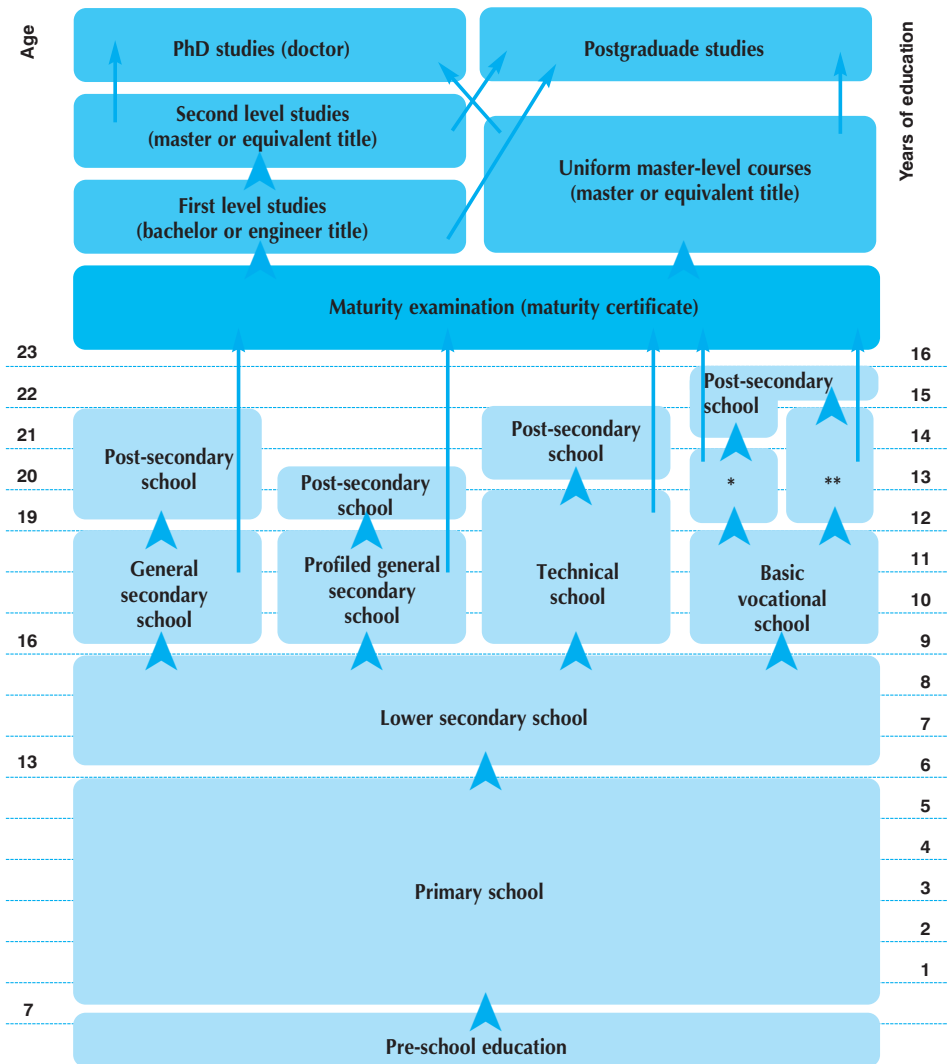 Age
Years of education
PhD studies (doctor)
Postgraduade studies
Second level studies
(master or equivalent title)
Uniform master-level courses
(master or equivalent title)
First level studies
(bachelor or engineer title)
Maturity examination (maturity certificate)
23
16
22
15
21
14
20
13
19
12
11
10
16
9
8
7
13
6
5
4
3
2
1
7
Post-secondary
school
Post-secondary
school
Post-secondary
school
Post-secondary
school
*
**
General
secondary
school
Profiled general
secondary
school
Technical
school
Basic
vocational
school
Lower secondary school
Primary school
Pre-school education